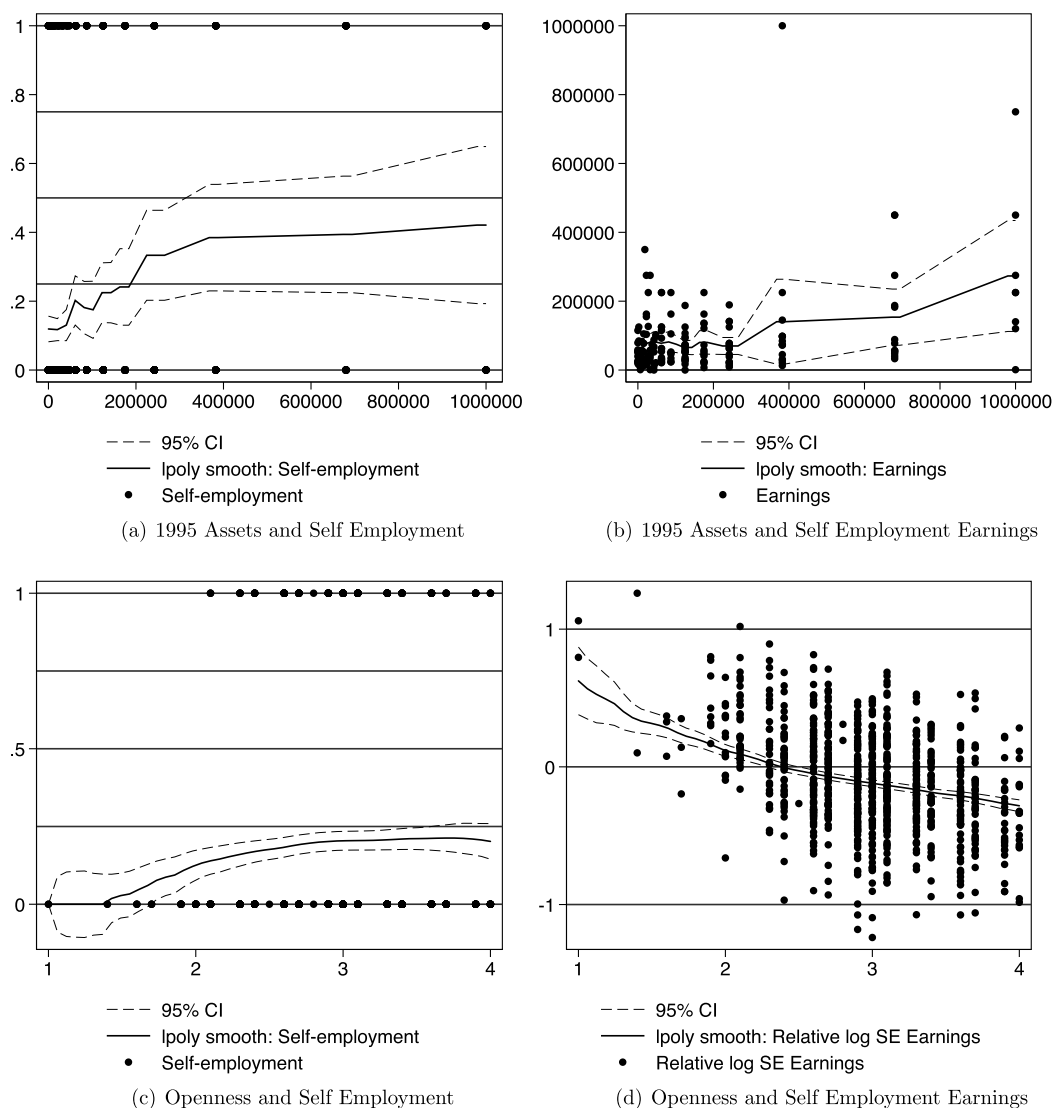 1
.8
.6
.4
.2
0
0 200000 400000 600000 800000 1000000
95% CI
lpoly smooth: Self-employment
Self-employment
(a) 1995 Assets and Self Employment
1000000
800000
600000
400000
200000
0
0 200000 400000 600000 800000 1000000
95% CI
lpoly smooth: Earnings
Earnings
(b) 1995 Assets and Self Employment Earnings
1
.5
0
1 2 3 4
95% CI
lpoly smooth: Self-employment
Self-employment
(c) Openness and Self Employment
1
0
-1
1 2 3 4
95% CI
lpoly smooth: Relative log SE Earnings
Relative log SE Earnings
(d) Openness and Self Employment Earnings